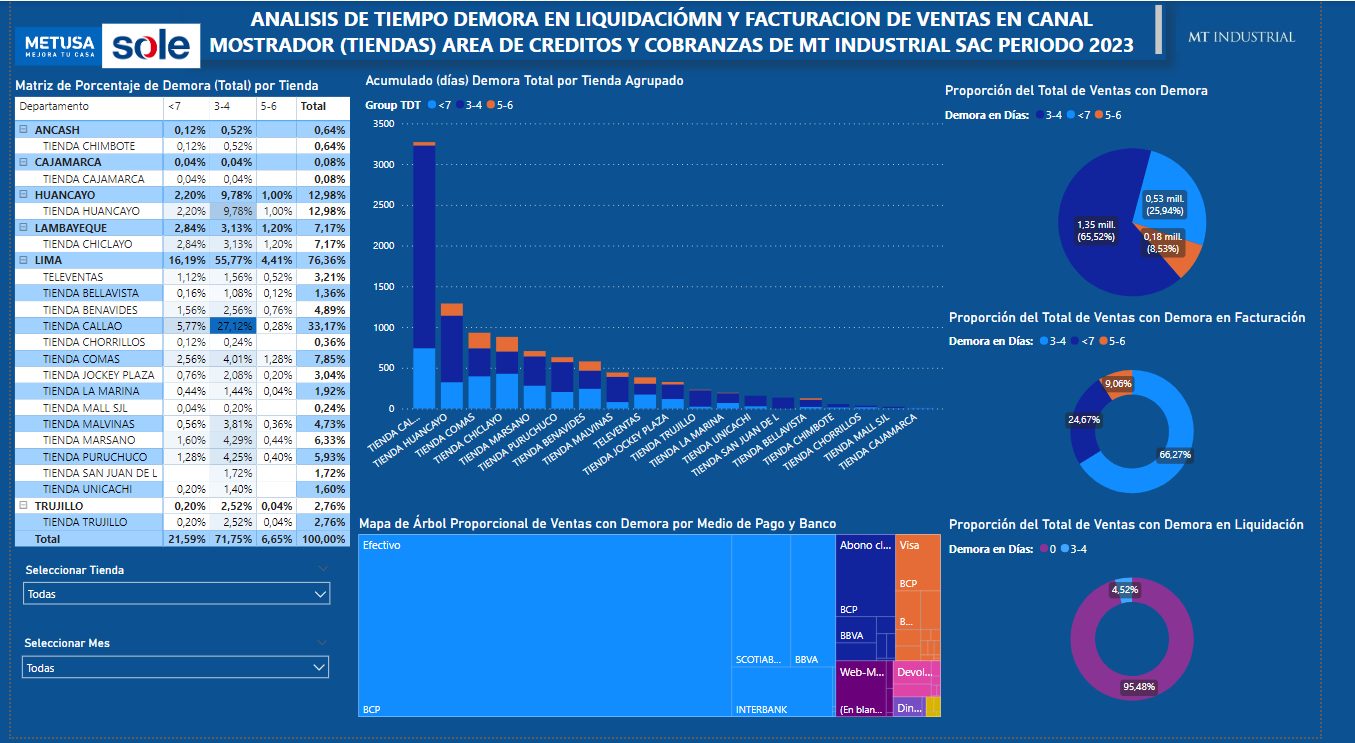 ANALISIS DE TIEMPO DEMORA EN LIQUIDACIÓMN Y FACTURACION DE VENTAS EN CANAL
MOSTRADOR (TIENDAS) AREA DE CREDITOS Y COBRANZAS DE MT INDUSTRIAL SAC PERIODO 2023
METUSA
MEJORA TU CASA
sole
MT INDUSTRIAL
Matriz de Porcentaje de Demora (Total) por Tienda
Departamento <7 3-4 5-6 Total
ANCASH 0,12% 0,52% 0,64%
TIENDA CHIMBOTE 0,12% 0,52% 0,64%
CAJAMARCA 0,04% 0,04% 0,08%
TIENDA CAJAMARCA 0,04% 0,04% 0,08%
HUANCAYO 2,20% 9,78% 1,00% 12,98%
TIENDA HUANCAYO 2,20% 9,78% 1,00% 12,98%
LAMBAYEQUE 2,84% 3,13% 1,20% 7,17%
TIENDA CHICLAYO 2,84% 3,13% 1,20% 7,17%
LIMA 16,19% 55,77% 4,41% 76,36%
TELEVENTAS 1,12% 1,56% 0,52% 3,21%
TIENDA BELLAVISTA 0,16% 1,08% 0,12% 1,36%
TIENDA BENAVIDES 1,56% 2,56% 0,76% 4,89%
TIENDA CALLAO 5,77% 27,12% 0,28% 33,17%
TIENDA CHORRILLOS 0,12% 0,24% 0,36%
TIENDA COMAS 2,56% 4,01% 1,28% 7,85%
TIENDA JOCKEY PLAZA 0,76% 2,08% 0,20% 3,04%
TIENDA LA MARINA 0,44% 1,44% 0,04% 1,92%
TIENDA MALL SJL 0,04% 0,20% 0,24%
TIENDA MALVINAS 0,56% 3,81% 0,36% 4,73%
TIENDA MARSANO 1,60% 4,29% 0,44% 6,33%
TIENDA PURUCHUCO 1,28% 4,25% 0,40% 5,93%
TIENDA SAN JUAN DE L 1,72% 1,72%
TIENDA UNICACHI 0,20% 1,40% 1,60%
TRUJILLO 0,20% 2,52% 0,04% 2,76%
TIENDA TRUJILLO 0,20% 2,52% 0,04% 2,76%
Total 21,59% 71,75% 6,65% 100,00%
Seleccionar Tienda
Todas
Seleccionar Mes
Todas
Acumulado (días) Demora Total por Tienda Agrupado
Group TDT <7 3-4 5-6
3500
3000
2500
2000
1500
1000
500
0
TIENDA CAL...
TIENDA HUANCAYO
TIENDA COMAS
TIENDA CHICLAYO
TIENDA MARSANO
TIENDA PURUCHUCO
TIENDA BENAVIDES
TIENDA MALVINAS
TELEVENTAS
TIENDA JOCKEY PLAZA
TIENDA TRUJILLO
TIENDA LA MARINA
TIENDA UNICACHI
TIENDA SAN JUAN DE L
TIENDA BELLAVISTA
TIENDA CHIMBOTE
TIENDA CHORRILLOS
TIENDA MALL SJL
TIENDA CAJAMARCA
Mapa de Árbol Proporcional de Ventas con Demora por Medio de Pago y Banco
Efectivo
BCP
SCOTIAB...
BBVA
INTERBANK
Abono ci...
BCP
BBVA
Web-M...
(En blan...
Visa
BCP
B...
Devol...
Din...
Proporción del Total de Ventas con Demora
Demora en Días: 3-4 <7 5-6
0,53 mill.
(25,94%)
1,35 mill.
(65,52%)
0,18 mill.
(8,53%)
Proporción del Total de Ventas con Demora en Facturación
Demora en Días: 3-4 <7 5-6
9,06%
24,67%
66,27%
Proporción del Total de Ventas con Demora en Liquidación
Demora en Días: 0 3-4
4,52%
95,48%